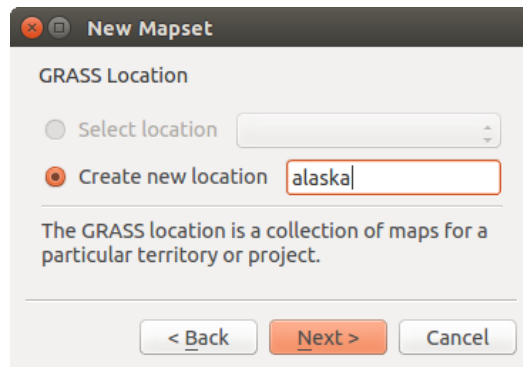 New Mapset
GRASS Location
Select location
Create new location alaska
The GRASS location is a collection of maps for a
particular territory or project.
< Back Next > Cancel